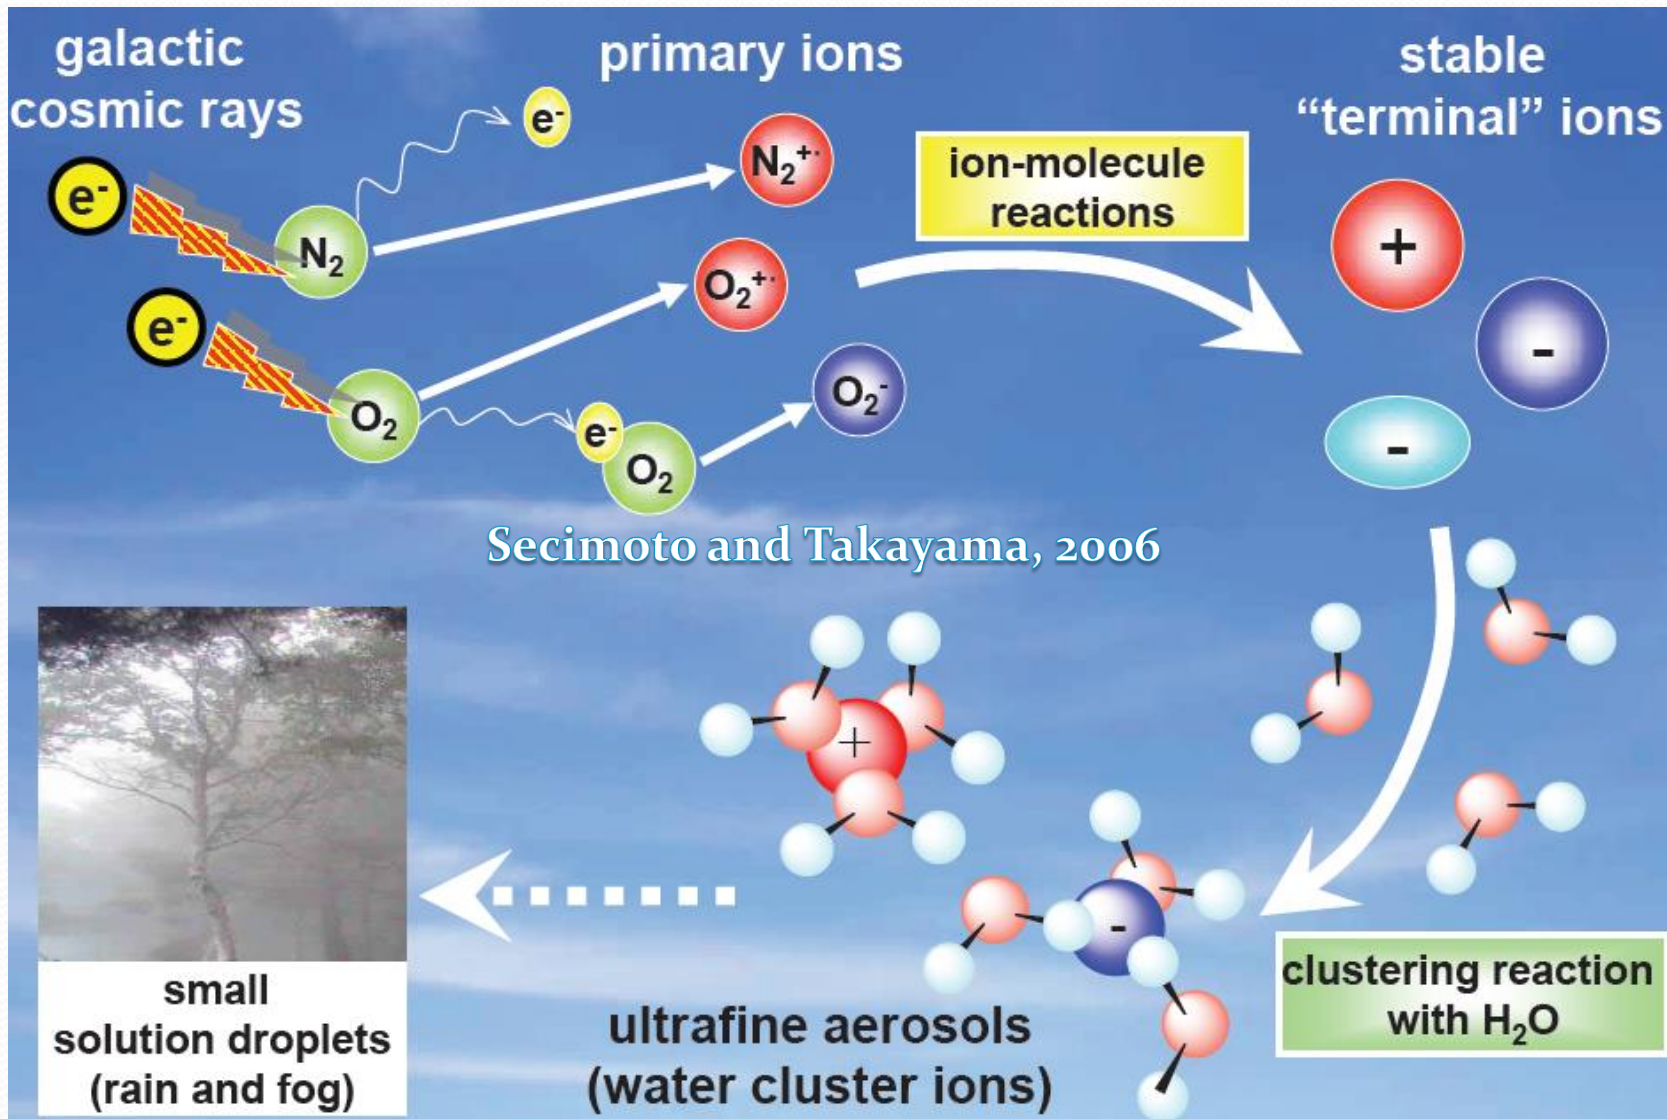 galactic
cosmic rays
primary ions
stable
“terminal” ions
e⁻
N₂⁺·
ion-molecule
reactions
e⁻
N₂
O₂⁺·
+
e⁻
-
O₂
O₂⁻
e⁻
O₂
-
Secimoto and Takayama, 2006
+
-
clustering reaction
with H₂O
small
solution droplets
(rain and fog)
ultrafine aerosols
(water cluster ions)